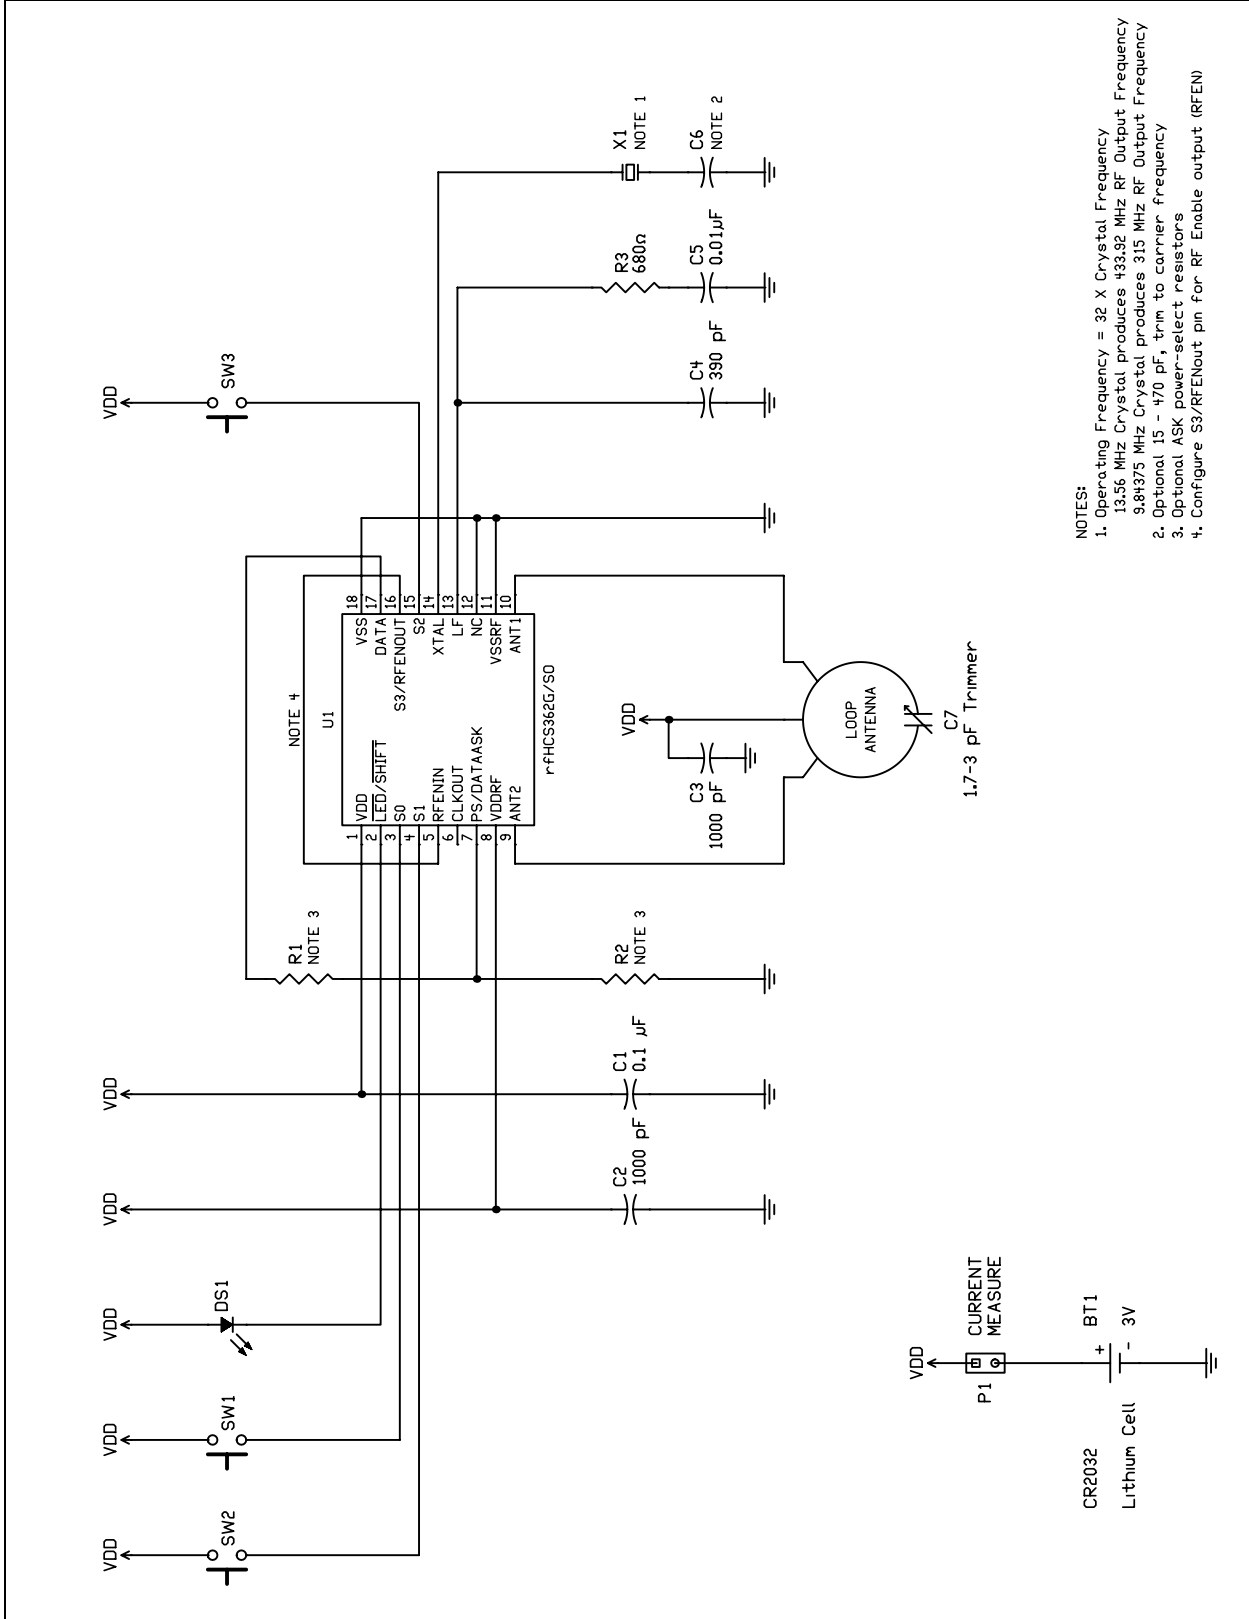 VDD
SW2
VDD
SW1
VDD
DS1
VDD
C2
1000 pF
VDD
C1
0.1 µF
R1
NOTE 3
R2
NOTE 3
NOTE 4
U1
1
VDD
2
LED/SHIFT
3
S0
4
S1
5
RFENIN
6
CLKOUT
7
PS/DATAASK
8
VDDRF
9
ANT2
VSS
18
DATA
17
S3/RFENOUT
16
S2
15
XTAL
14
LF
13
NC
12
VSSRF
11
ANT1
10
rfHCS362G/SO
VDD
C3
1000 pF
LOOP
ANTENNA
C7
1.7-3 pF Trimmer
VDD
SW3
C4
390 pF
R3
680Ω
C5
0.01µF
X1
NOTE 1
C6
NOTE 2
VDD
P1
CURRENT
MEASURE
CR2032
BT1
+
-
Lithium Cell
3V
NOTES:
1. Operating Frequency = 32 X Crystal Frequency
13.56 MHz Crystal produces 433.92 MHz RF Output Frequency
9.84375 MHz Crystal produces 315 MHz RF Output Frequency
2. Optional 15 - 470 pF, trim to carrier frequency
3. Optional ASK power-select resistors
4. Configure S3/RFENout pin for RF Enable output (RFEN)